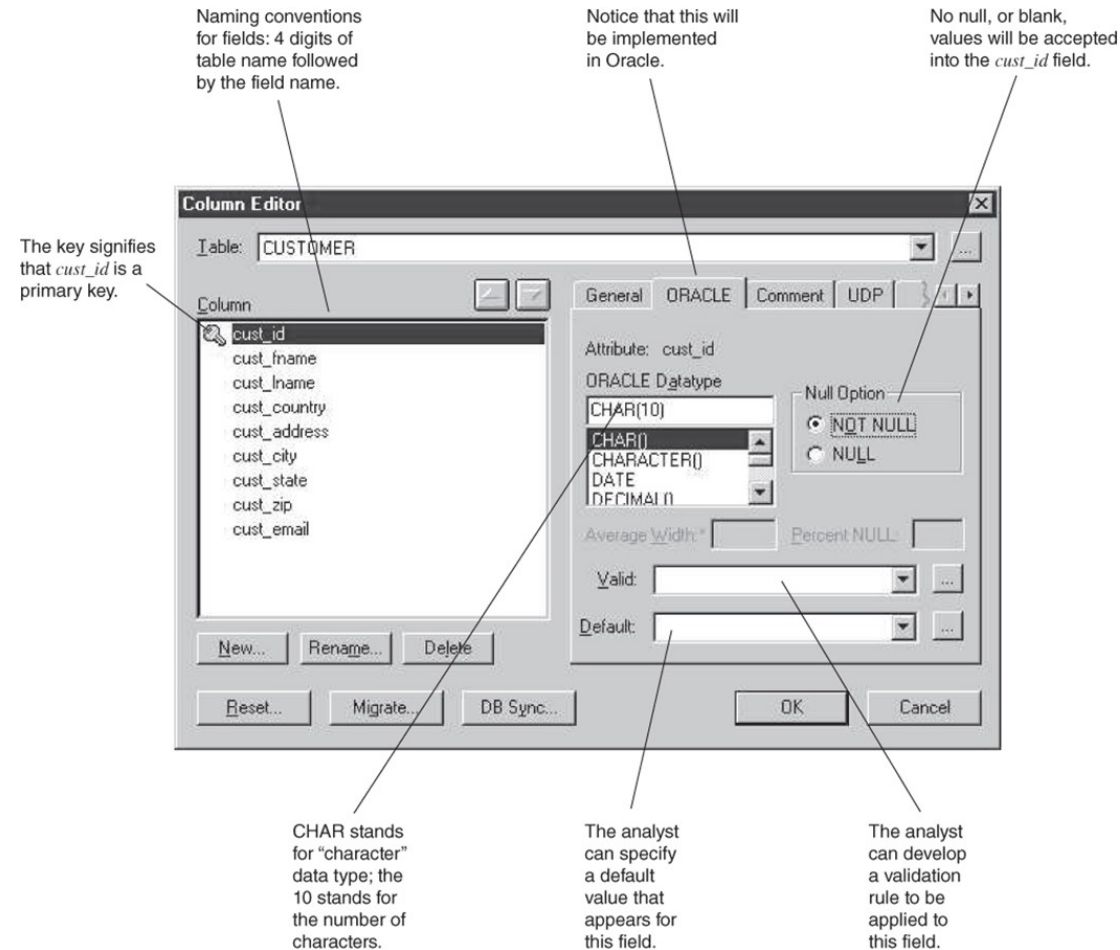 Naming conventions
for fields: 4 digits of
table name followed
by the field name.
Notice that this will
be implemented
in Oracle.
No null, or blank,
values will be accepted
into the cust_id field.
The key signifies
that cust_id is a
primary key.
Column Editor
Table: CUSTOMER ...
Column
cust_id
cust_fname
cust_lname
cust_country
cust_address
cust_city
cust_state
cust_zip
cust_email
New... Rename... Delete
General ORACLE Comment UDP
Attribute: cust_id
ORACLE Datatype
CHAR(10)
CHAR()
CHARACTER()
DATE
DECIMAL()
Null Option
NOT NULL
NULL
Average Width:* Percent NULL:
Valid: ...
Default: ...
Reset... Migrate... DB Sync... OK Cancel
CHAR stands
for “character”
data type; the
10 stands for
the number of
characters.
The analyst
can specify
a default
value that
appears for
this field.
The analyst
can develop
a validation
rule to be
applied to
this field.